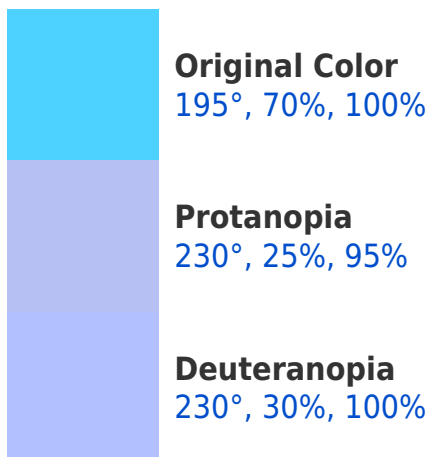 Original Color
195°, 70%, 100%
Protanopia
230°, 25%, 95%
Deuteranopia
230°, 30%, 100%